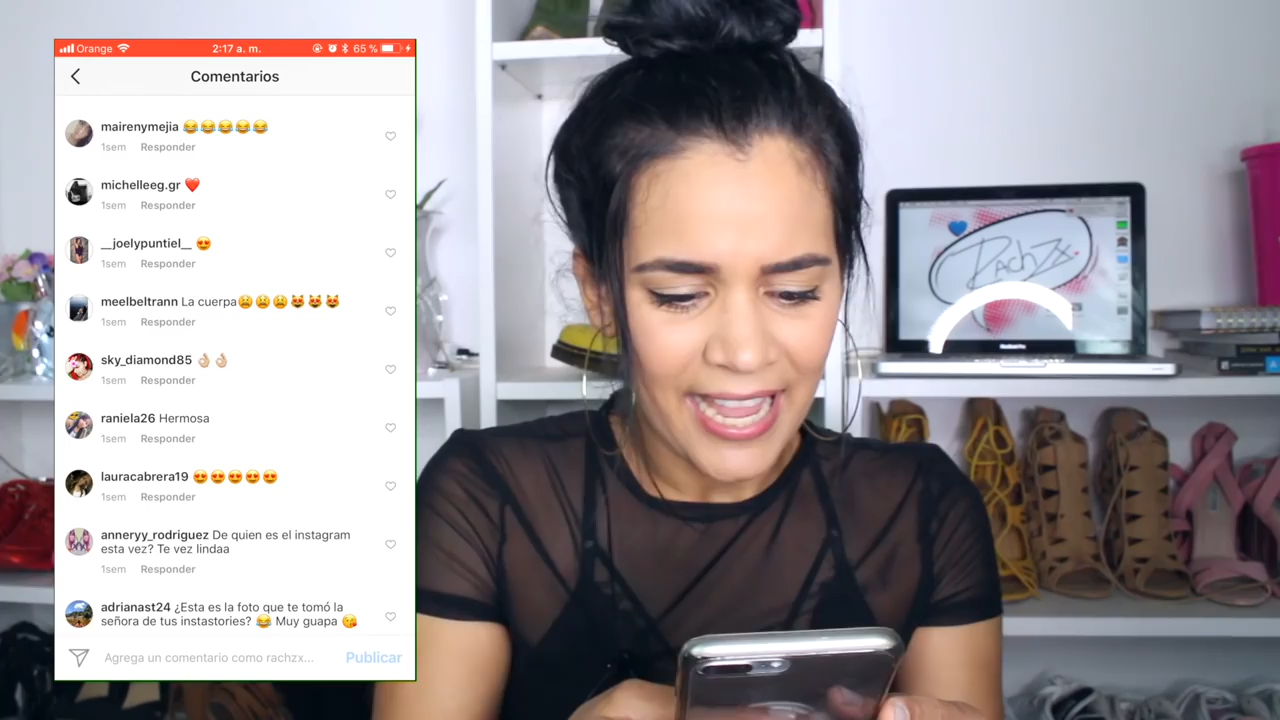 Orange
2:17 a. m.
65 %
Comentarios
mairenymejia 😂😂😂😂😂
1sem Responder
michelleeg.gr ❤️
1sem Responder
__joelypuntiel__ 😍
1sem Responder
meelbeltrann La cuerpa😩😩😩😻😻😻
1sem Responder
sky_diamond85 👌🏻👌🏻
1sem Responder
raniela26 Hermosa
1sem Responder
lauracabrera19 😍😍😍😍😍
1sem Responder
anneryy_rodriguez De quien es el instagram
esta vez? Te vez lindaa
1sem Responder
adrianast24 ¿Esta es la foto que te tomó la
señora de tus instastories? 😂 Muy guapa 😘
Agrega un comentario como rachzx...
Publicar
RachZx.